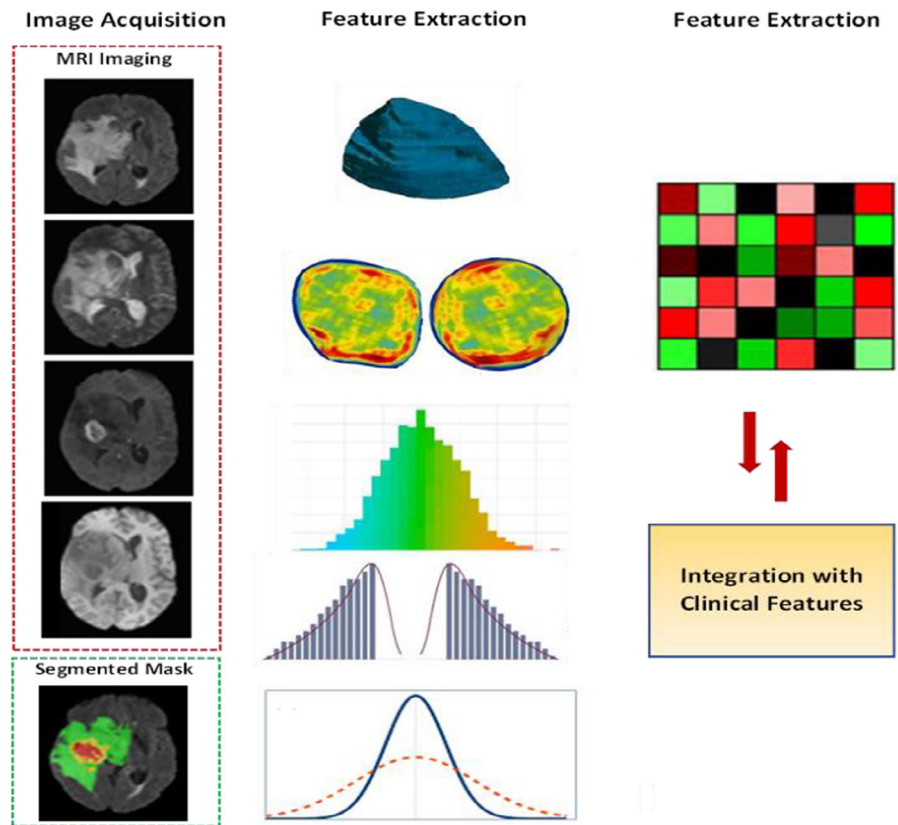 Image Acquisition
Feature Extraction
Feature Extraction
MRI Imaging
Integration with
Clinical Features
Segmented Mask